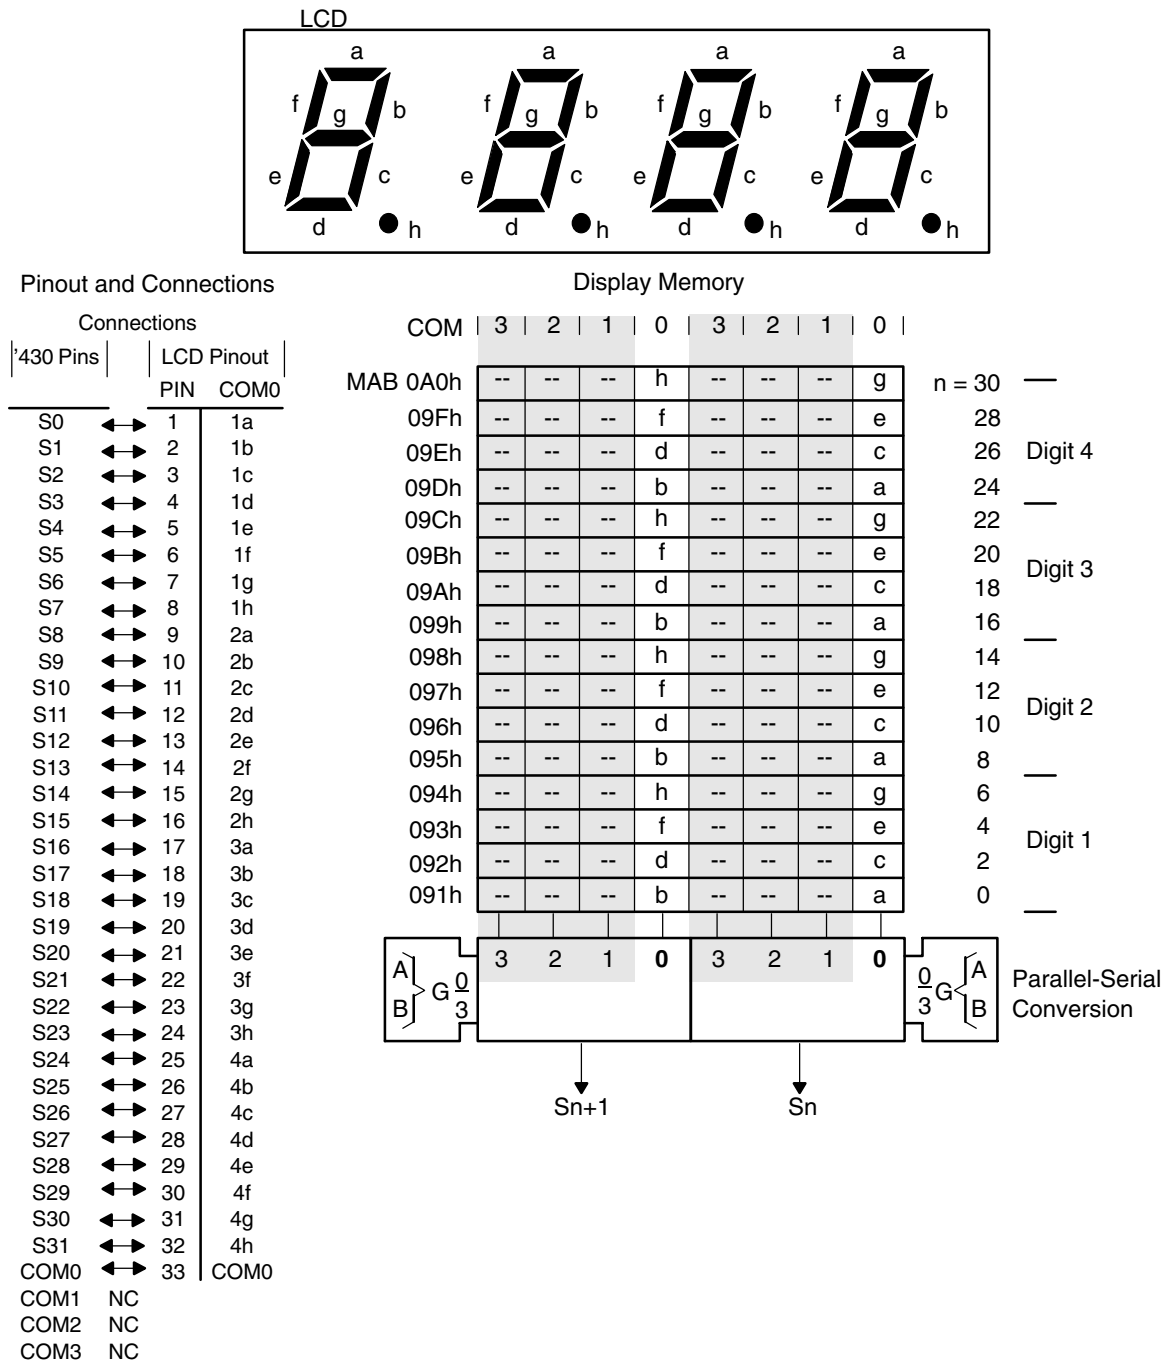 LCD
a a a a
f g b f g b f g b f g b
e c e c e c e c
d h d h d h d h
Pinout and Connections
Connections
'430 Pins LCD Pinout
PIN COM0
S0 1 1a
S1 2 1b
S2 3 1c
S3 4 1d
S4 5 1e
S5 6 1f
S6 7 1g
S7 8 1h
S8 9 2a
S9 10 2b
S10 11 2c
S11 12 2d
S12 13 2e
S13 14 2f
S14 15 2g
S15 16 2h
S16 17 3a
S17 18 3b
S18 19 3c
S19 20 3d
S20 21 3e
S21 22 3f
S22 23 3g
S23 24 3h
S24 25 4a
S25 26 4b
S26 27 4c
S27 28 4d
S28 29 4e
S29 30 4f
S30 31 4g
S31 32 4h
COM0 33 COM0
COM1 NC
COM2 NC
COM3 NC
Display Memory
COM 3 2 1 0 3 2 1 0
MAB 0A0h -- -- -- h -- -- -- g n = 30
09Fh -- -- -- f -- -- -- e 28
09Eh -- -- -- d -- -- -- c 26 Digit 4
09Dh -- -- -- b -- -- -- a 24
09Ch -- -- -- h -- -- -- g 22
09Bh -- -- -- f -- -- -- e 20
Digit 3
09Ah -- -- -- d -- -- -- c 18
099h -- -- -- b -- -- -- a 16
098h -- -- -- h -- -- -- g 14
097h -- -- -- f -- -- -- e 12
Digit 2
096h -- -- -- d -- -- -- c 10
095h -- -- -- b -- -- -- a 8
094h -- -- -- h -- -- -- g 6
093h -- -- -- f -- -- -- e 4
Digit 1
092h -- -- -- d -- -- -- c 2
091h -- -- -- b -- -- -- a 0
3 2 1 0 3 2 1 0
A B G 0 3
0 3 G A B
Parallel-Serial
Conversion
Sn+1 Sn